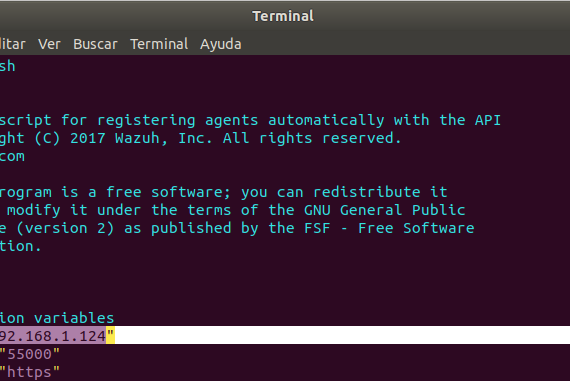 Terminal
litar Ver Buscar Terminal Ayuda
sh
script for registering agents automatically with the API
ght (C) 2017 Wazuh, Inc. All rights reserved.
com
rogram is a free software; you can redistribute it
modify it under the terms of the GNU General Public
e (version 2) as published by the FSF - Free Software
tion.
ion variables
92.168.1.124"
"55000"
"https"